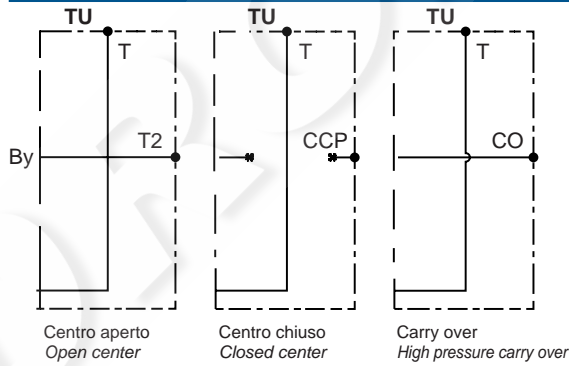 TU TU TU
T T T
By T2 CCP CO
Centro aperto Centro chiuso Carry over
Open center Closed center High pressure carry over